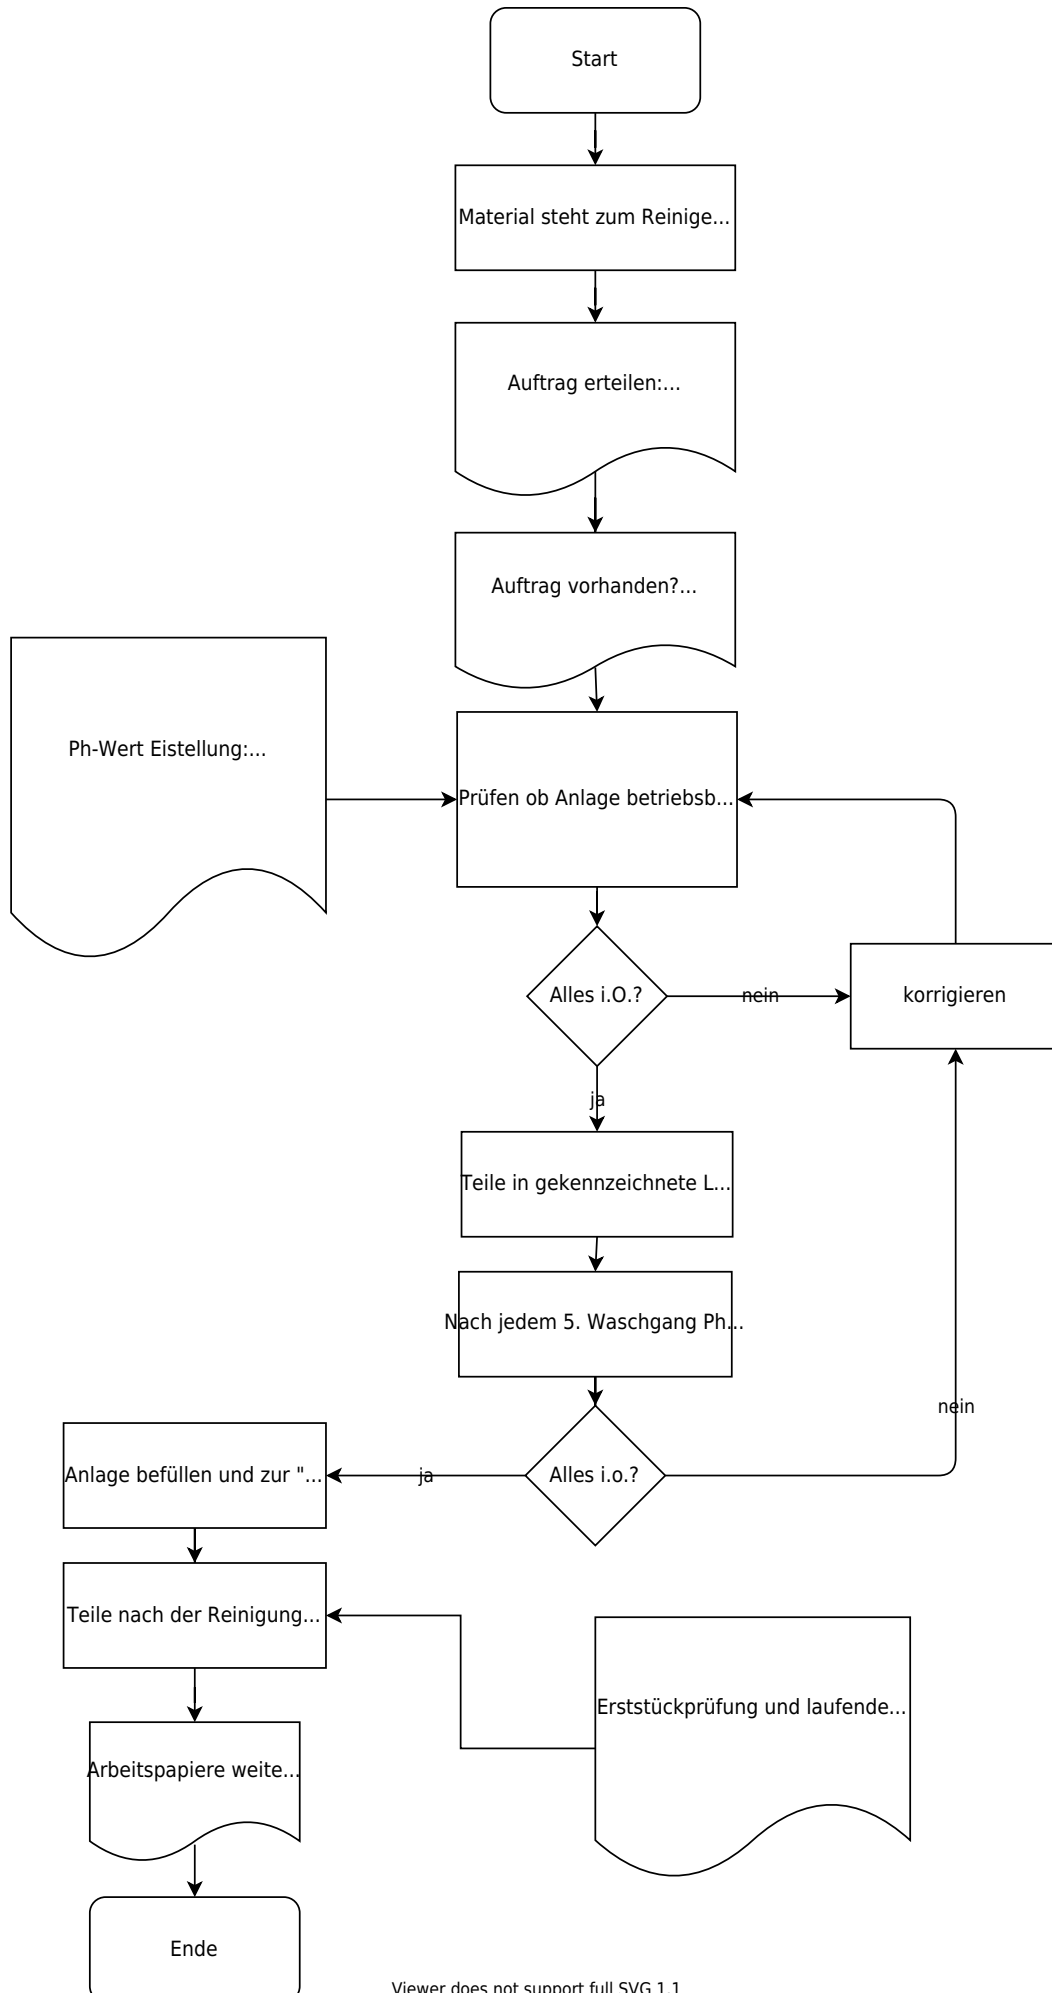 Start
Material steht zum Reinige...
Auftrag erteilen:...
Auftrag vorhanden?...
Ph-Wert Eistellung:...
Prüfen ob Anlage betriebsb...
Alles i.O.?
nein
korrigieren
ja
Teile in gekennzeichnete L...
Nach jedem 5. Waschgang Ph...
nein
Alles i.o.?
ja
Anlage befüllen und zur "...
Teile nach der Reinigung...
Erststückprüfung und laufende...
Arbeitspapiere weite...
Ende
Viewer does not support full SVG 1.1